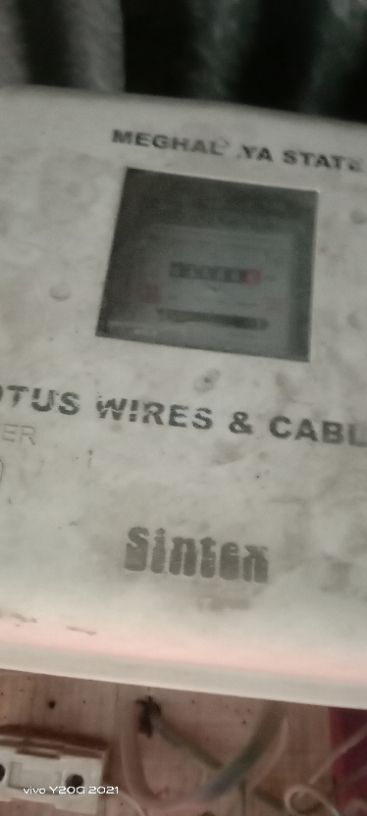 MEGHAL YA STATE
OTUS WIRES & CABL
ER
Sintex
vivo Y20G 2021